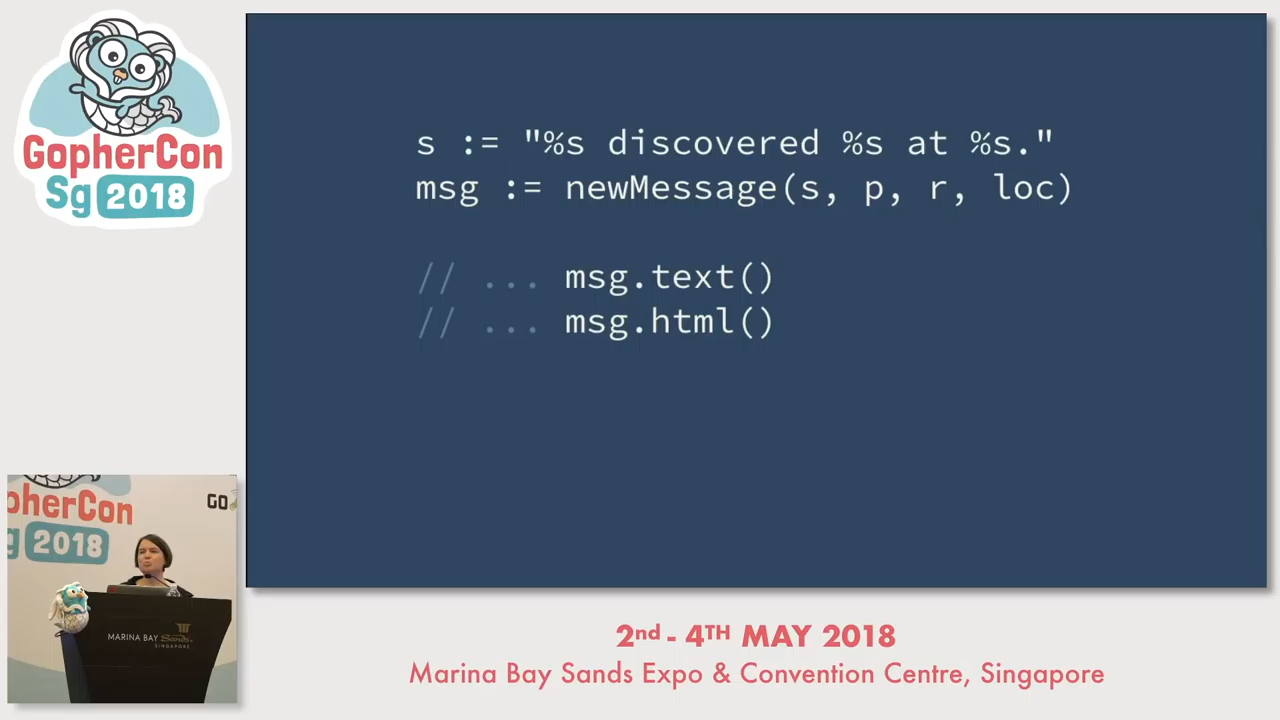 GopherCon
Sg 2018
s := "%s discovered %s at %s."
msg := newMessage(s, p, r, loc)
// ... msg.text()
// ... msg.html()
pherCon
g 2018
GO
MARINA BAY Sands
SINGAPORE
2nd - 4TH MAY 2018
Marina Bay Sands Expo & Convention Centre, Singapore